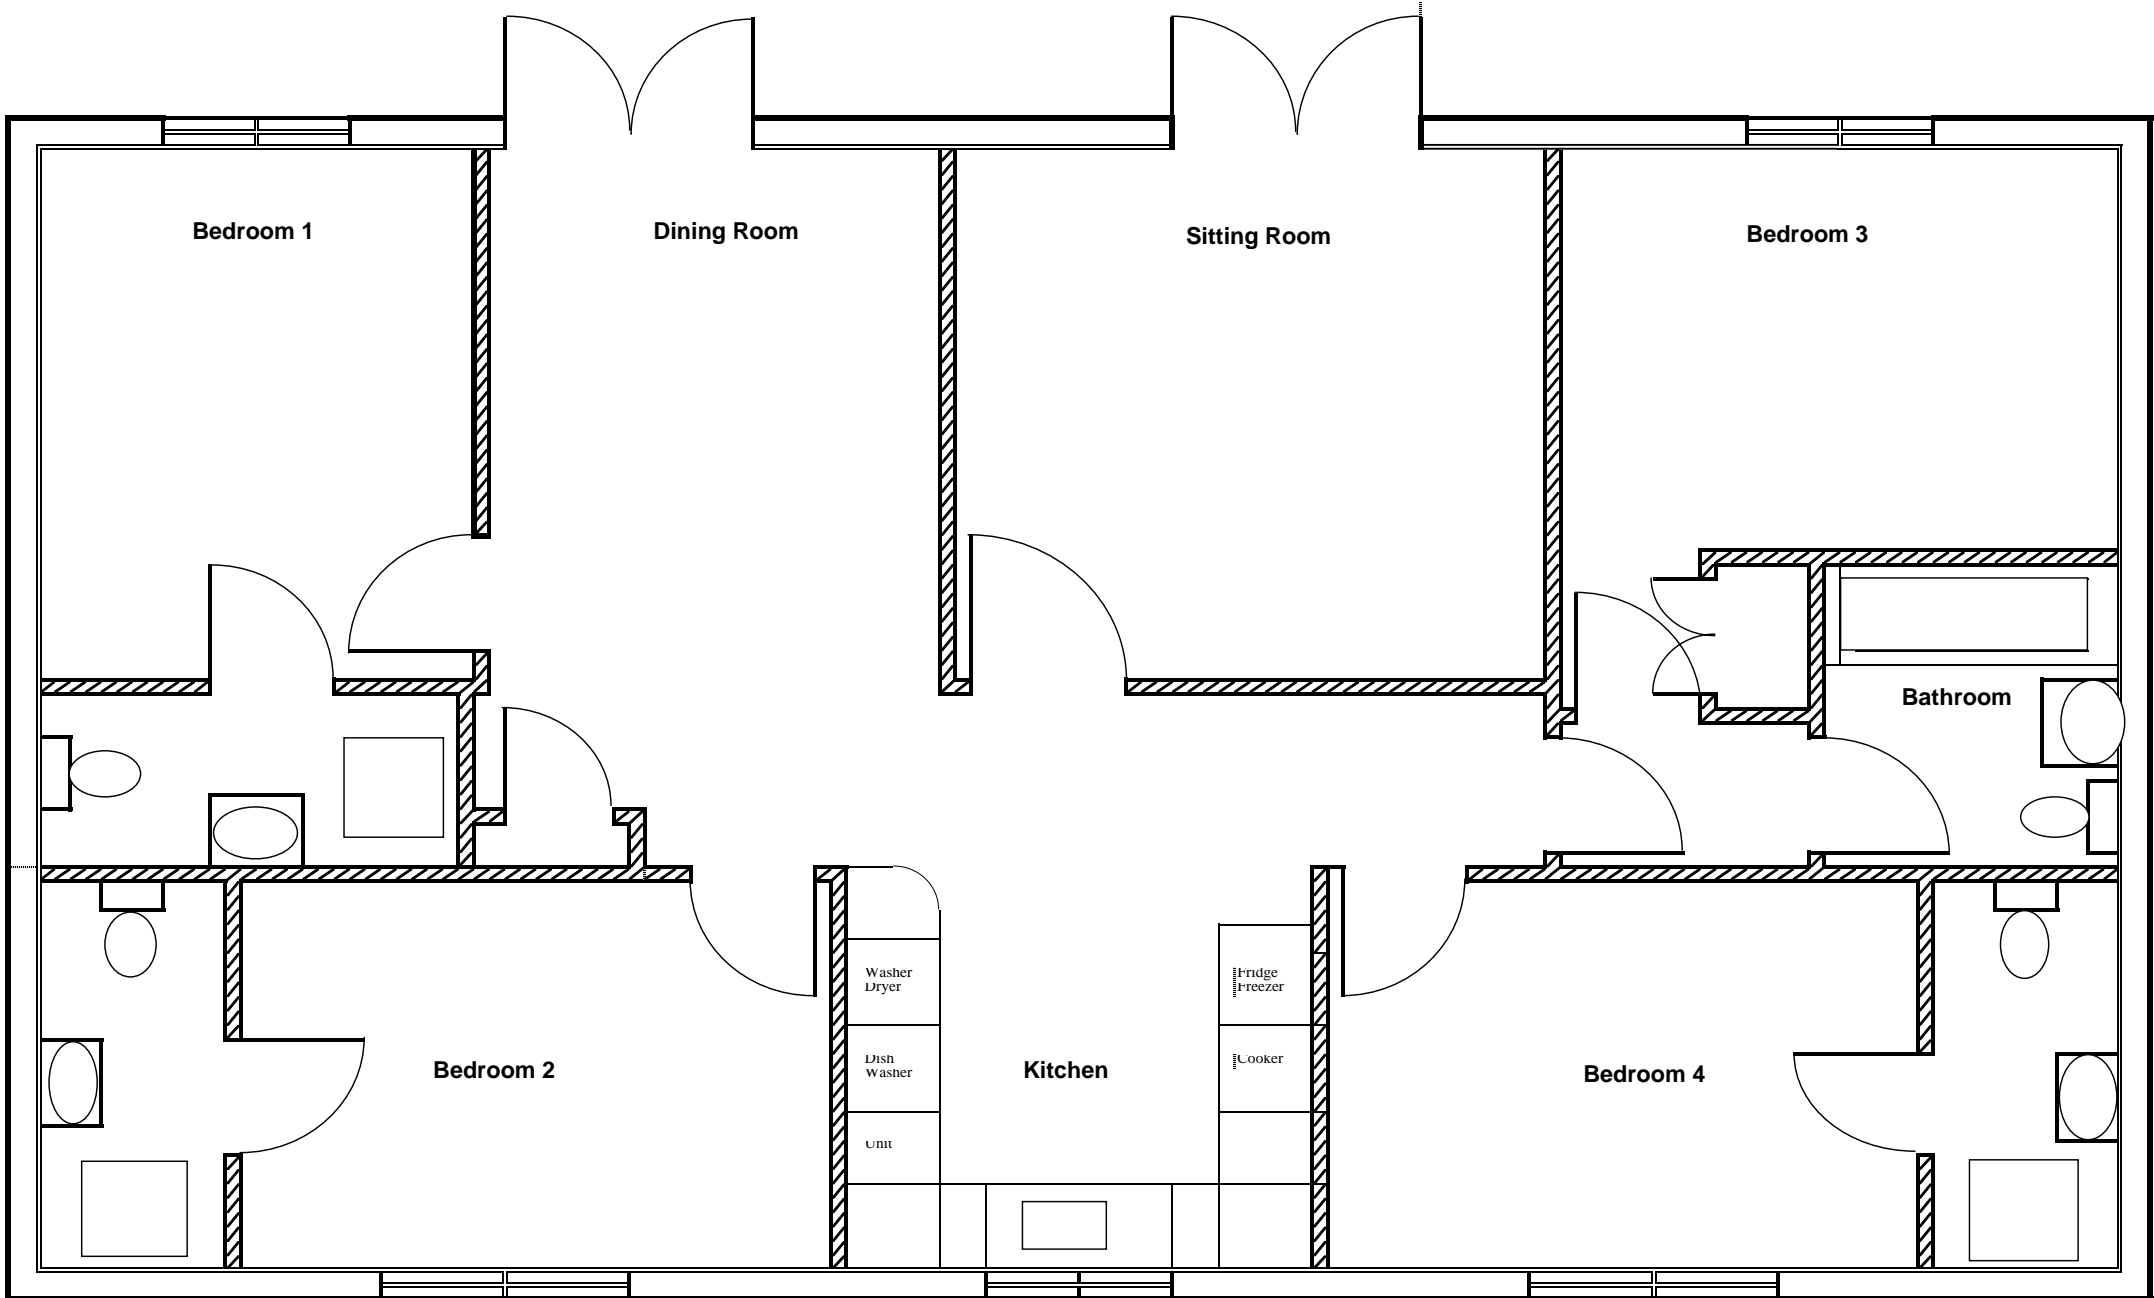 Bedroom 1
Dining Room
Sitting Room
Bedroom 3
Bathroom
Washer
Dryer
Fridge
Freezer
Dish
Washer
Cooker
Bedroom 2
Kitchen
Bedroom 4
Unit